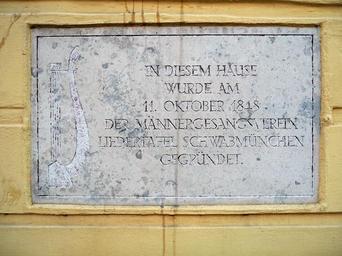 IN DIESEM HAUSE
WURDE AM
11. OKTOBER 1848
DER MÄNNERGESANGSVEREIN
LIEDERTAFEL SCHWABMÜNCHEN
GEGRÜNDET.